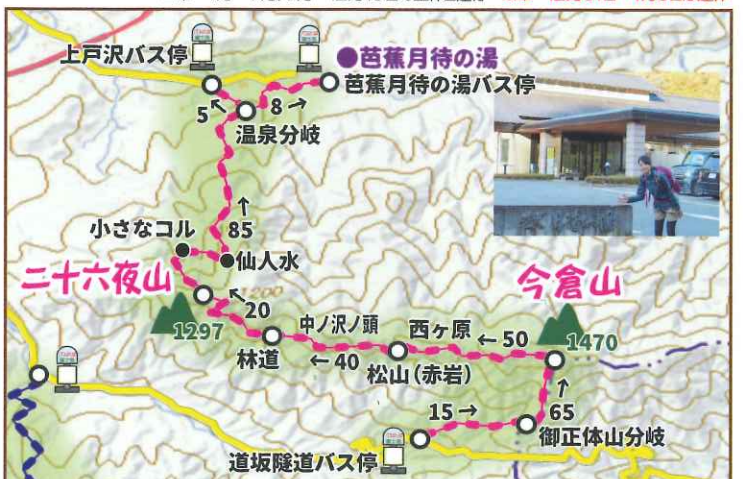 上戸沢バス停
●芭蕉月待の湯
芭蕉月待の湯バス停
5
8→
温泉分岐
85
小さなコル
仙人水
二十六夜山
1297
20
1200
林道
中ノ沢ノ頭
←40
西ヶ原
←50
松山(赤岩)
今倉山
1470
65
15→
御正体山分岐
道坂隧道バス停